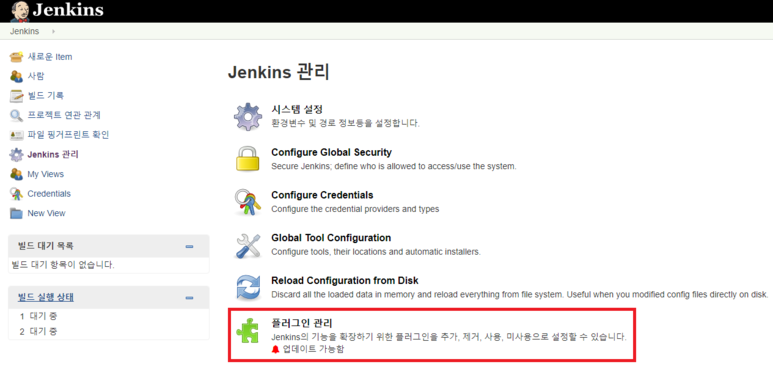 Jenkins
Jenkins
새로운 Item
사람
빌드 기록
프로젝트 연관 관계
파일 핑거프린트 확인
Jenkins 관리
My Views
Credentials
New View
빌드 대기 목록
빌드 대기 항목이 없습니다.
빌드 실행 상태
1 대기 중
2 대기 중
Jenkins 관리
시스템 설정
환경변수 및 경로 정보등을 설정합니다.
Configure Global Security
Secure Jenkins; define who is allowed to access/use the system.
Configure Credentials
Configure the credential providers and types
Global Tool Configuration
Configure tools, their locations and automatic installers.
Reload Configuration from Disk
Discard all the loaded data in memory and reload everything from file system. Useful when you modified config files directly on disk.
플러그인 관리
Jenkins의 기능을 확장하기 위한 플러그인을 추가, 제거, 사용, 미사용으로 설정할 수 있습니다.
업데이트 가능함